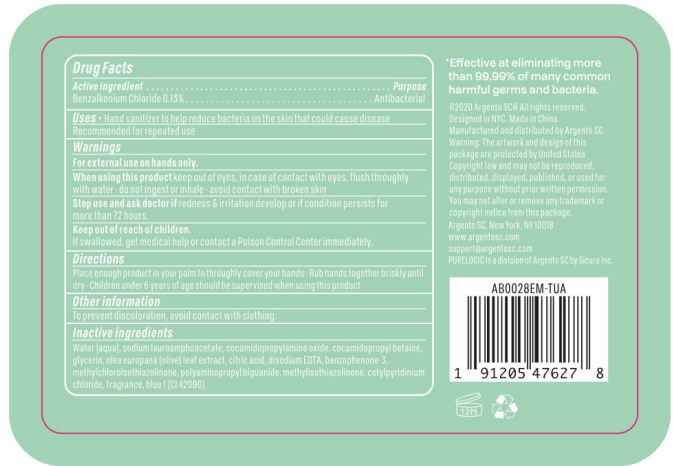 Drug Facts
Active ingredient . . . . . . . . . . . . . . . . . . . . . . . . . . . . . . . . . . . . . . . . . . . . . . . Purpose
Benzalkonium Chloride 0.13% . . . . . . . . . . . . . . . . . . . . . . . . . . . . . . . . . . . . . Antibacterial
Uses • Hand sanitizer to help reduce bacteria on the skin that could cause disease
Recommended for repeated use
Warnings
For external use on hands only.
When using this product keep out of eyes, in case of contact with eyes, flush throughly
with water · do not ingest or inhale · avoid contact with broken skin
Stop use and ask doctor if redness & irritation develop or if condition persists for
more than 72 hours.
Keep out of reach of children.
If swallowed, get medical help or contact a Poison Control Center immediately.
Directions
Place enough product in your palm to throughly cover your hands · Rub hands together briskly until
dry · Children under 6 years of age should be supervised when using this product
Other information
To prevent discoloration, avoid contact with clothing.
Inactive ingredients
Water (aqua), sodium lauroamphoacetate, cocamidopropylamine oxide, cocamidopropyl betaine,
glycerin, olea europaea (olive) leaf extract, citric acid, disodium EDTA, benzophenone-3,
methylchloroisothiazolinone, polyaminopropyl biguanide, methylisothiazolinone, cetylpyridinium
chloride, fragrance, blue 1 (CI 42090)
*Effective at eliminating more
than 99.99% of many common
harmful germs and bacteria.
©2020 Argento SC® All rights reserved.
Designed in NYC. Made in China.
Manufactured and distributed by Argento SC
Warning: The artwork and design of this
package are protected by United States
Copyright law and may not be reproduced,
distributed, displayed, published, or used for
any purpose without prior written permission.
You may not alter or remove any trademark or
copyright notice from this package.
Argento SC, New York, NY 10018
www.argentosc.com
support@argentosc.com
PURELOGIC is a division of Argento SC by Sicura Inc.
AB0028EM-TUA
1 91205 47627 8
12M